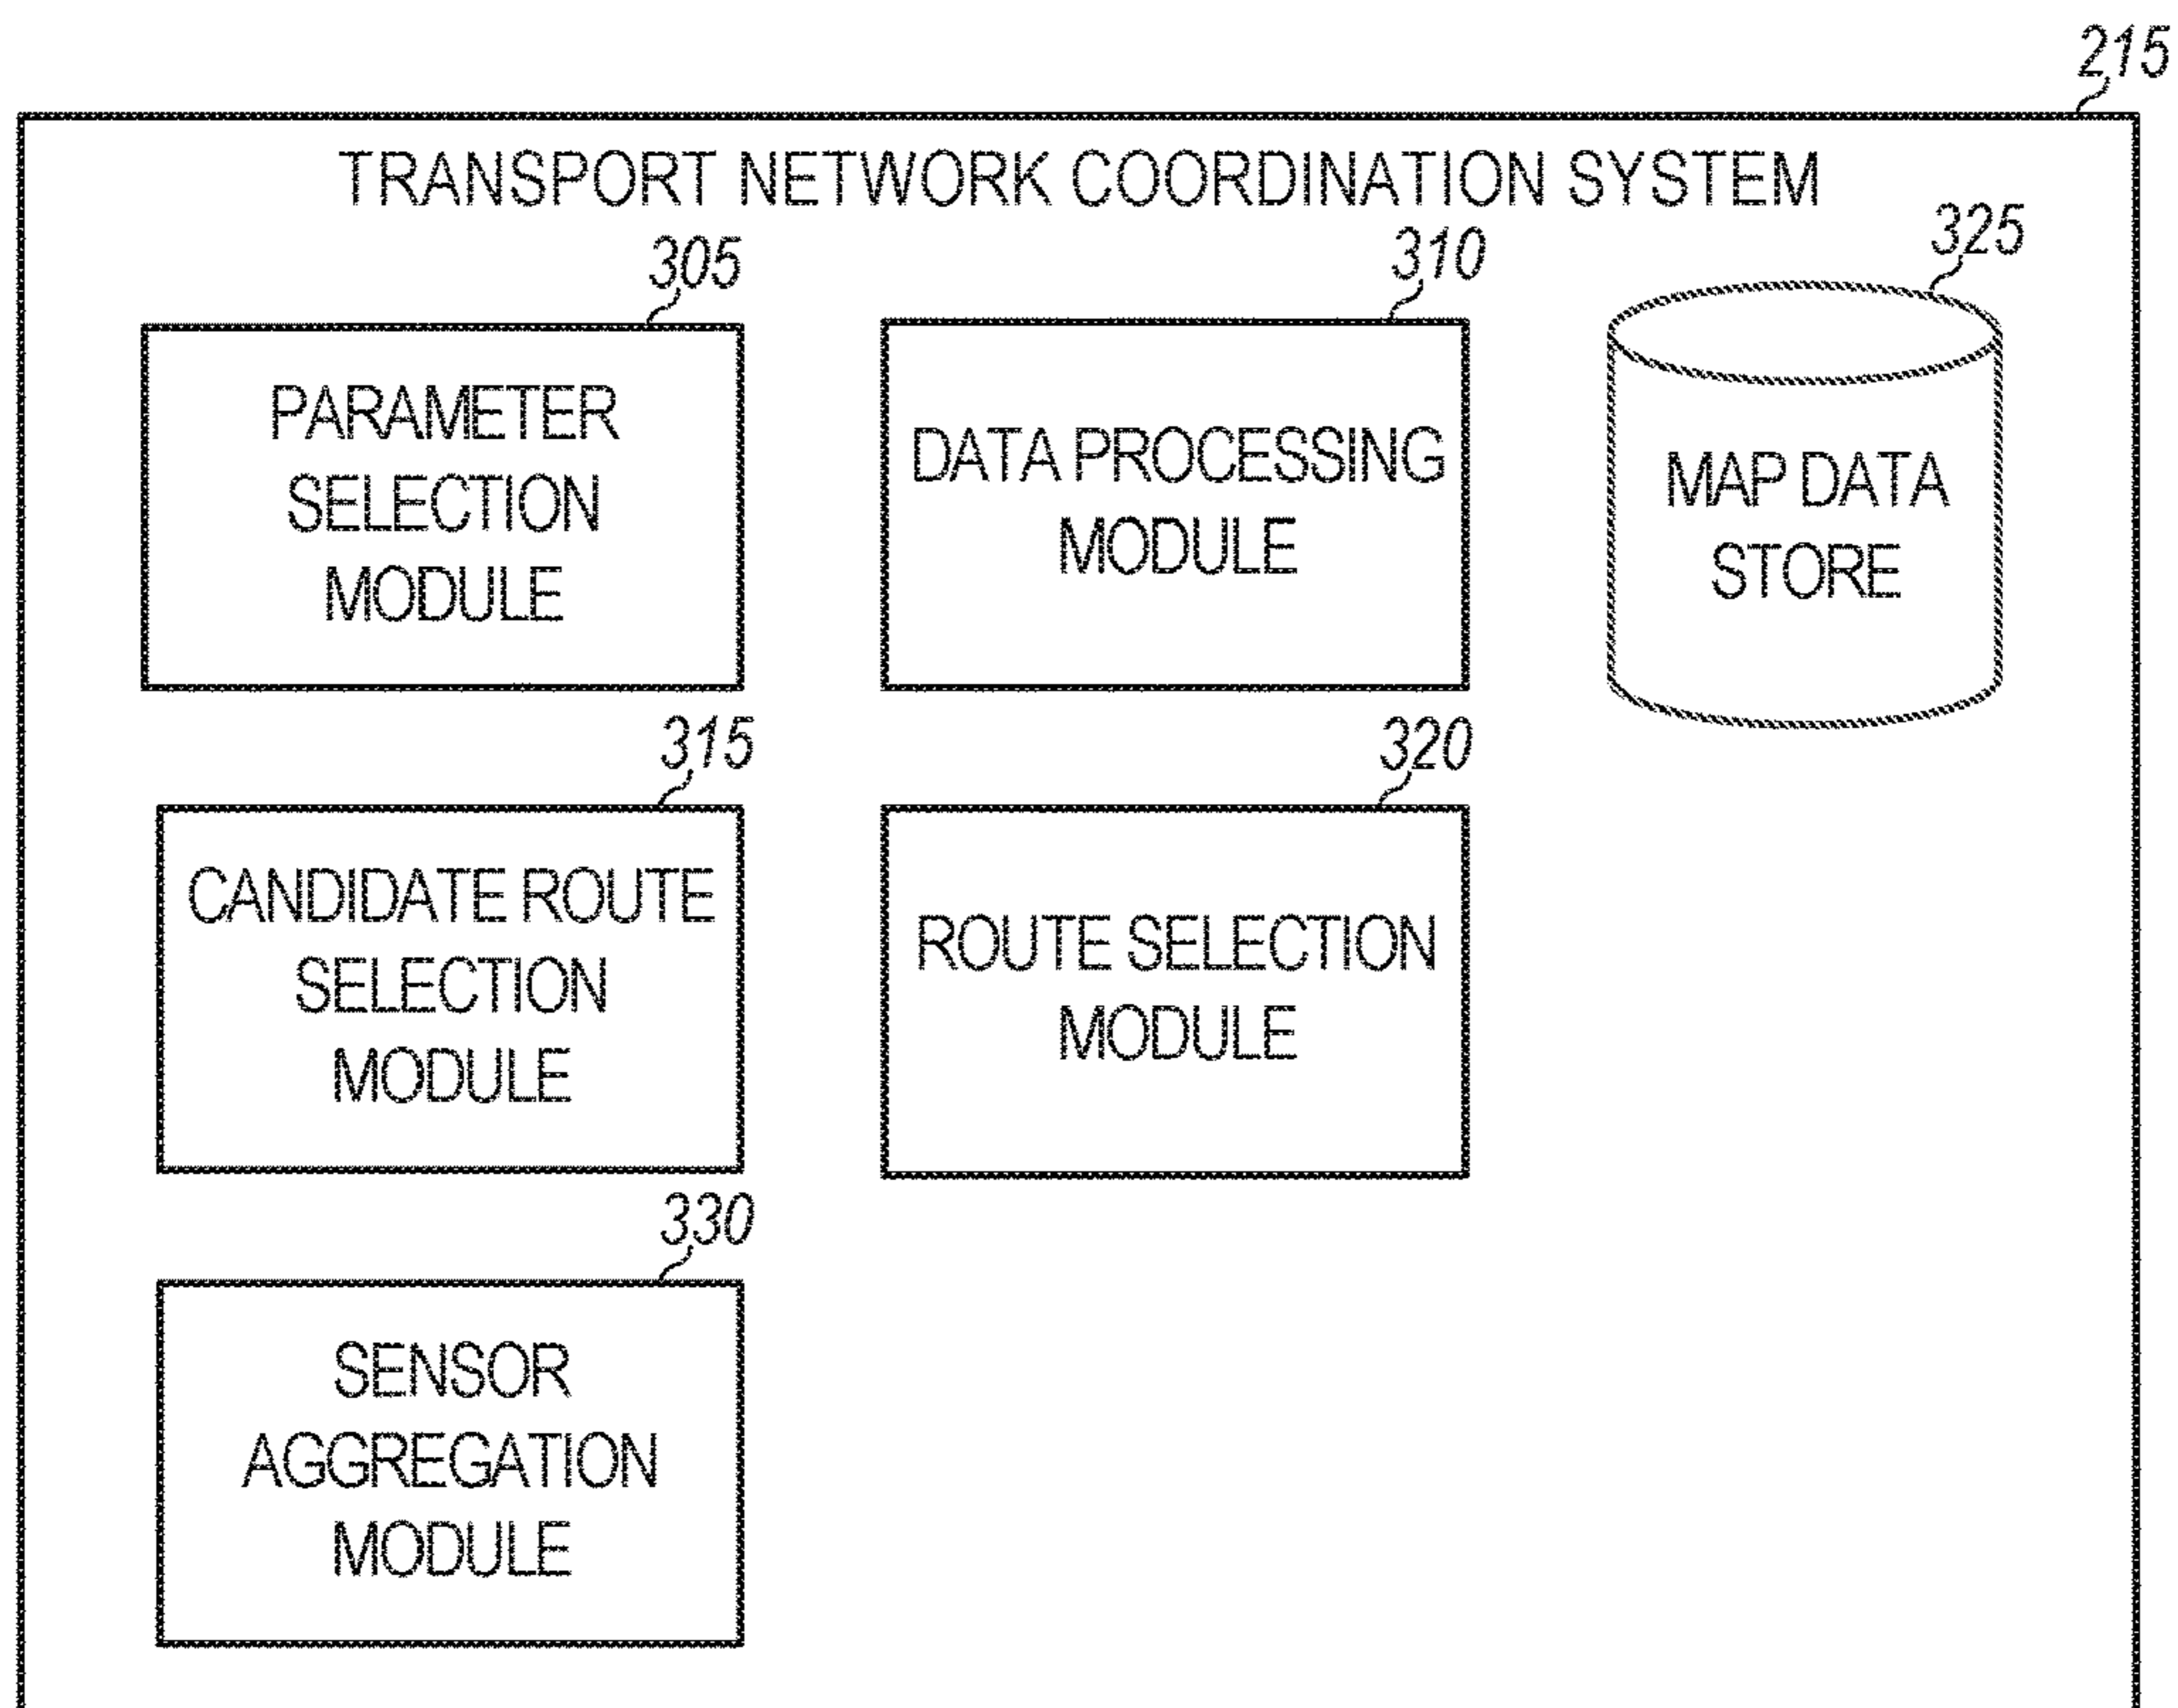 215
TRANSPORT NETWORK COORDINATION SYSTEM
305
PARAMETER
SELECTION
MODULE
310
DATA PROCESSING
MODULE
325
MAP DATA
STORE
315
CANDIDATE ROUTE
SELECTION
MODULE
320
ROUTE SELECTION
MODULE
330
SENSOR
AGGREGATION
MODULE